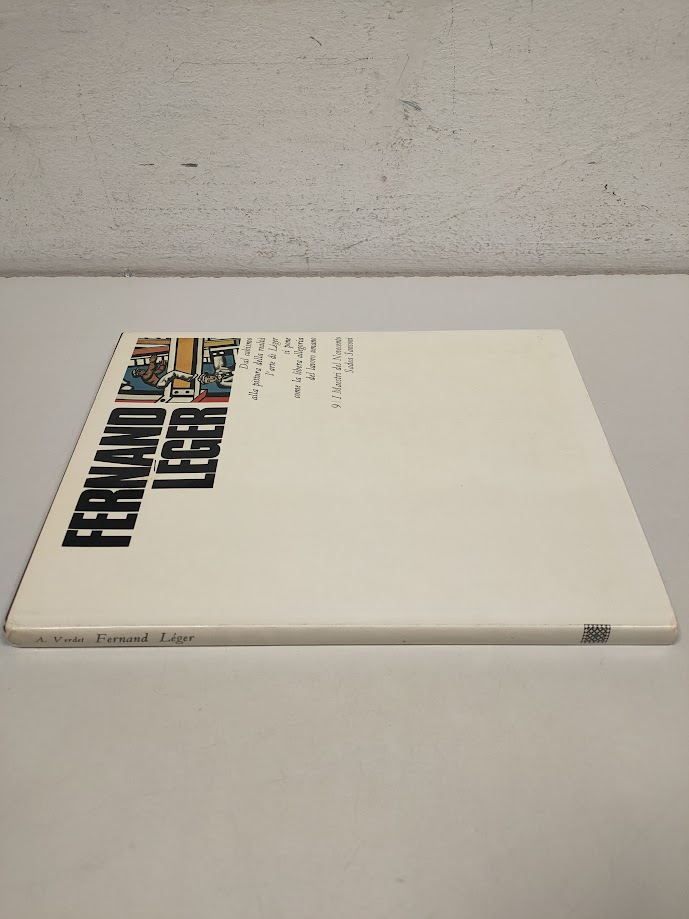 FERNAND
LÉGER
Dal cubismo
alla pittura della realtà
l'arte di Léger
si pone
come la libera allegoria
del lavoro umano
9 / I Maestri del Novecento
Sadea Sansoni
A. Verdet Fernand Léger